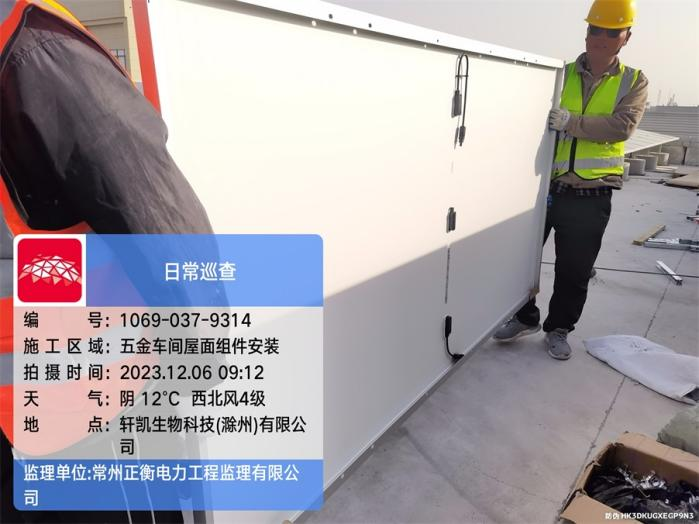 日常巡查
编 号：1069-037-9314
施工区域：五金车间屋面组件安装
拍摄时间：2023.12.06 09:12
天 气：阴 12℃ 西北风4级
地 点：轩凯生物科技(滁州)有限公
司
监理单位:常州正衡电力工程监理有限公
司
防伪 HK3DKUGXEGP9N3